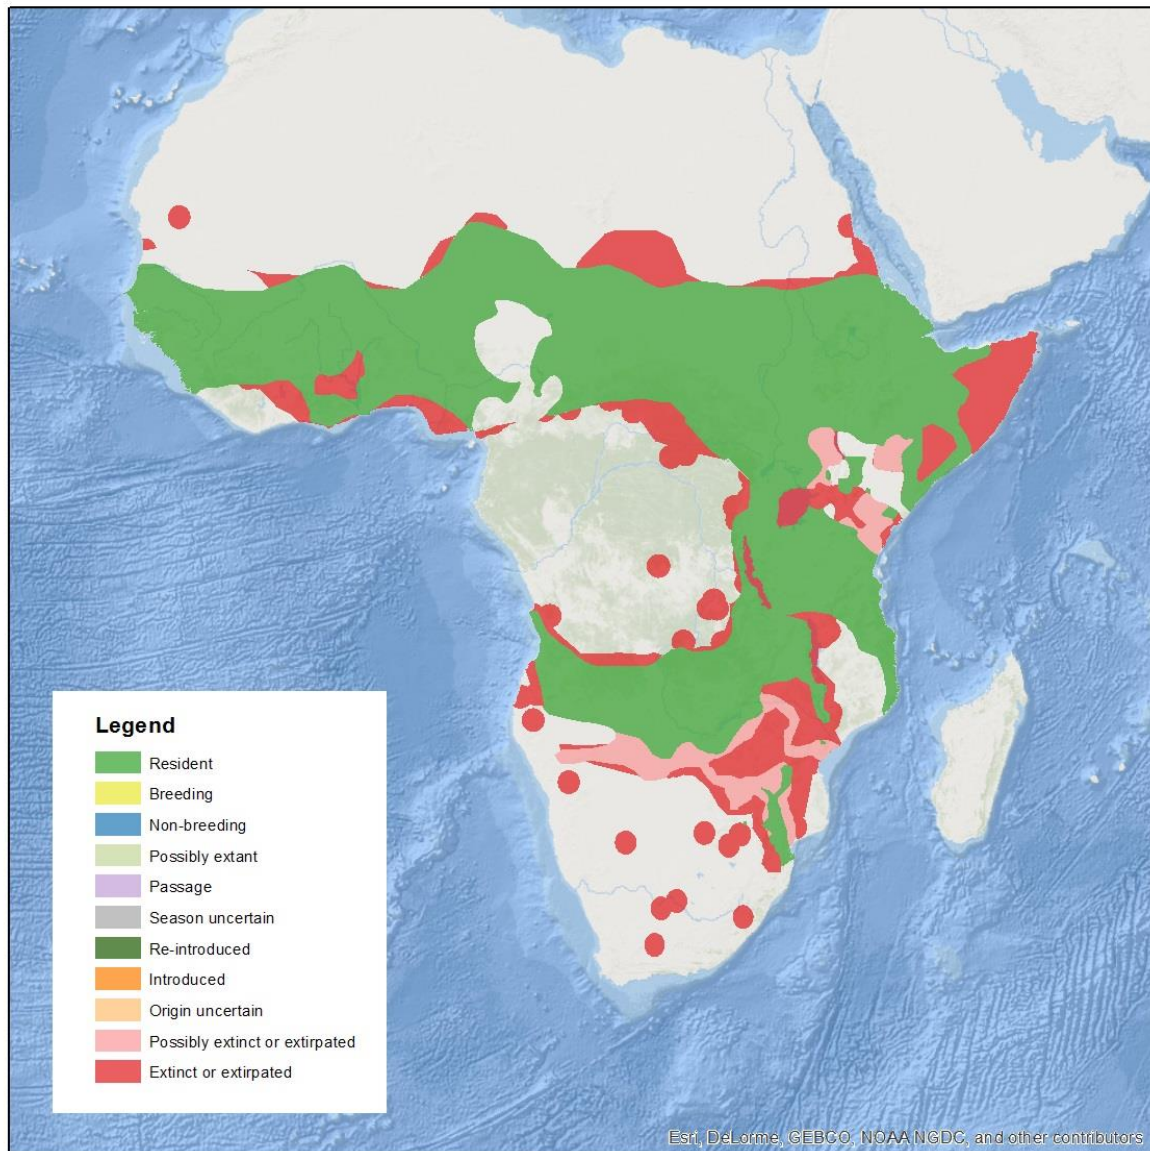 Legend
Resident
Breeding
Non-breeding
Possibly extant
Passage
Season uncertain
Re-introduced
Introduced
Origin uncertain
Possibly extinct or extirpated
Extinct or extirpated
Esri, DeLorme, GEBCO, NOAA NGDC, and other contributors